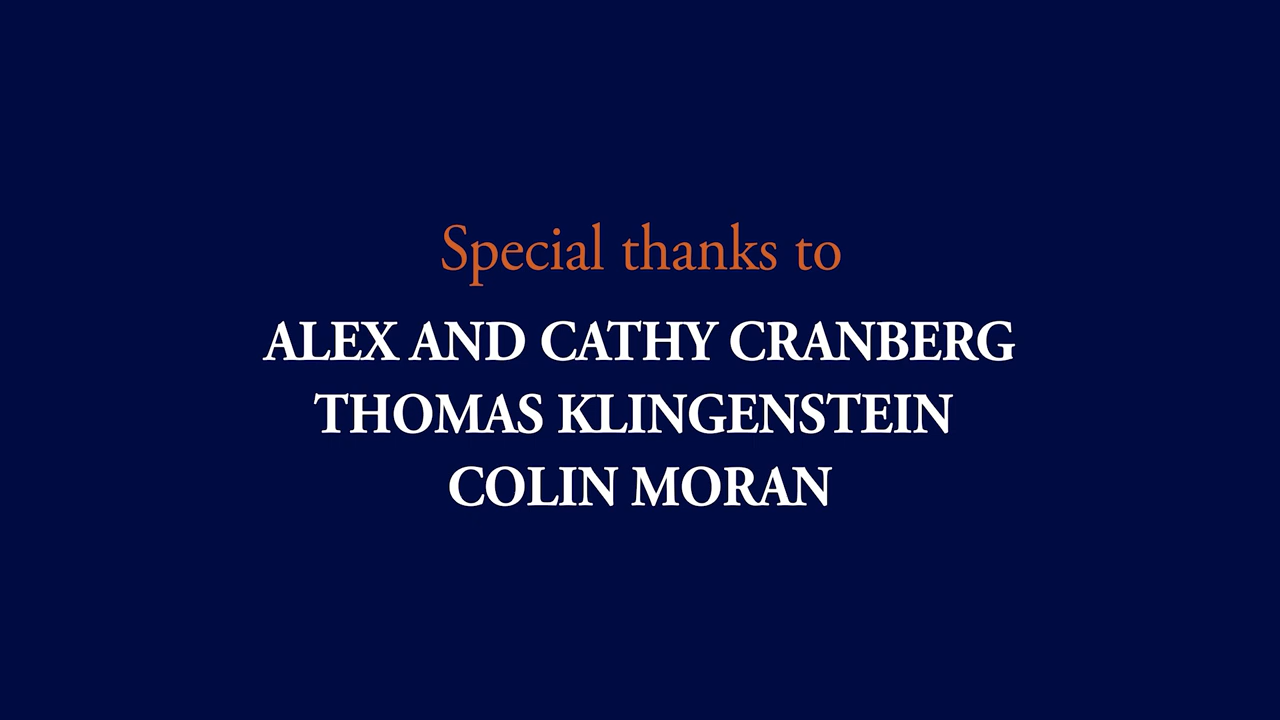 Special thanks to
ALEX AND CATHY CRANBERG
THOMAS KLINGENSTEIN
COLIN MORAN